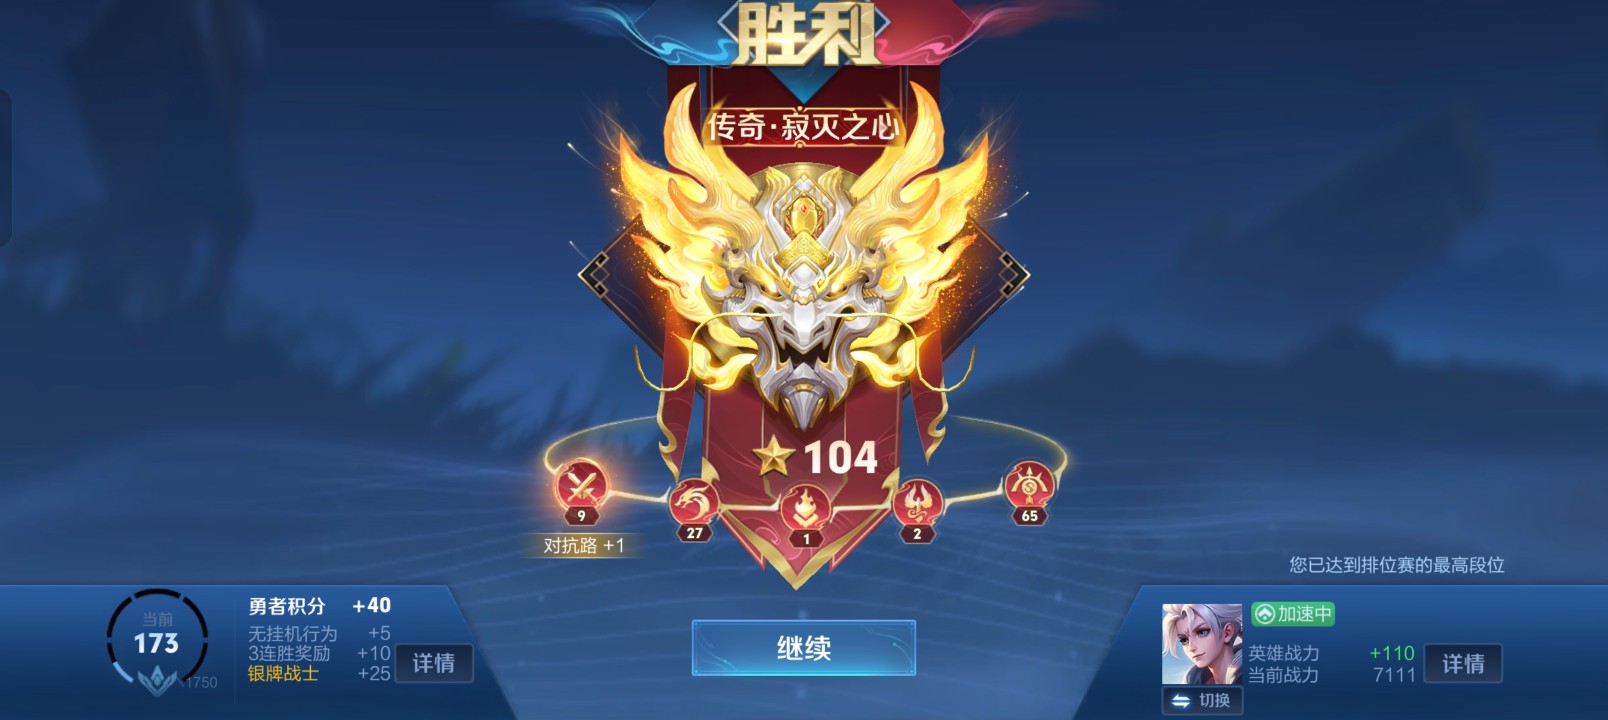 胜利
传奇·寂灭之心
104
9
27
1
2
65
对抗路 +1
您已达到排位赛的最高段位
当前
173
1750
勇者积分 +40
无挂机行为 +5
3连胜奖励 +10
银牌战士 +25
详情
继续
加速中
英雄战力 +110
当前战力 7111
详情
切换